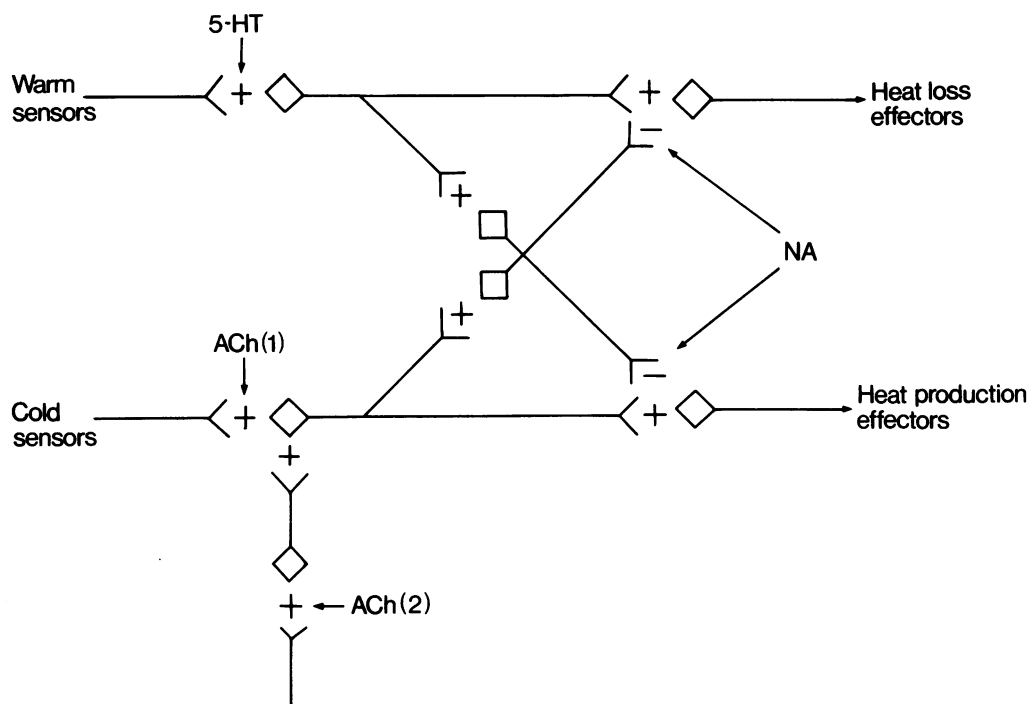 5-HT
Warm
sensors
+
+
Heat loss
effectors
−
+
NA
+
ACh(1)
−
Cold
sensors
+
+
Heat production
effectors
+
+
ACh(2)